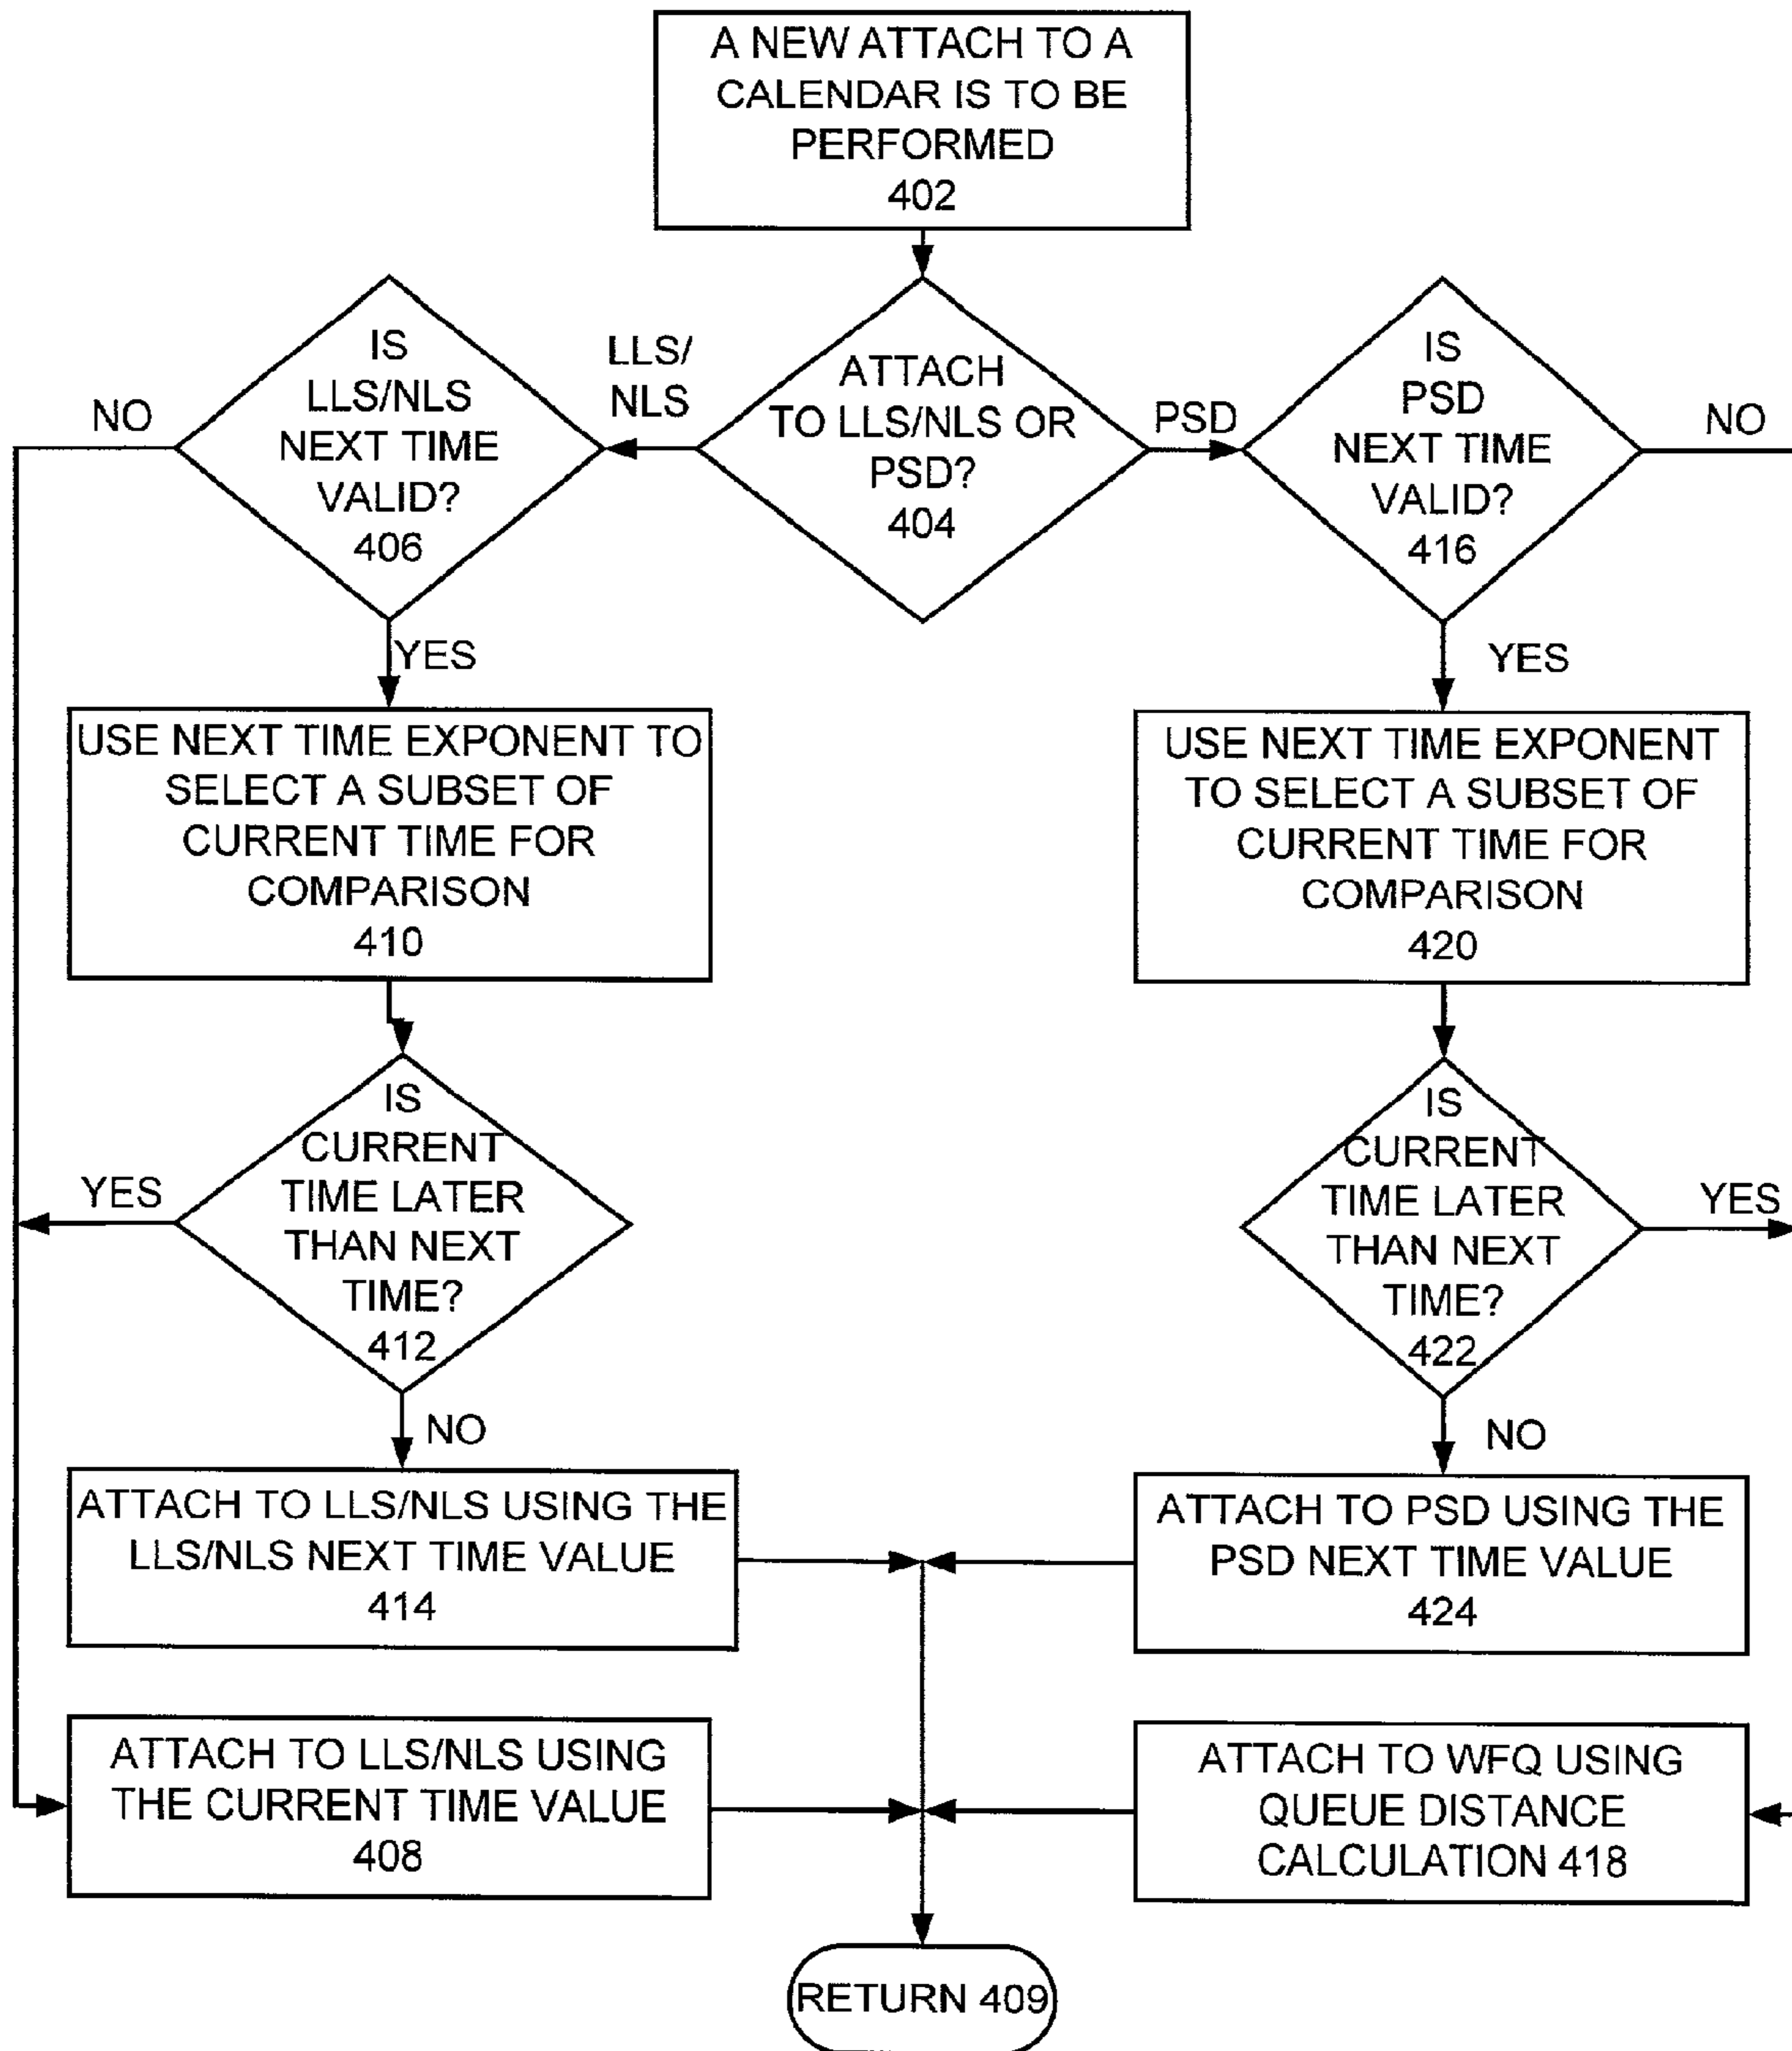 A NEW ATTACH TO A
CALENDAR IS TO BE
PERFORMED
402
IS
LLS/NLS
NEXT TIME
VALID?
406
NO
LLS/
NLS
ATTACH
TO LLS/NLS OR
PSD?
404
PSD
IS
PSD
NEXT TIME
VALID?
416
NO
YES
YES
USE NEXT TIME EXPONENT TO
SELECT A SUBSET OF
CURRENT TIME FOR
COMPARISON
410
USE NEXT TIME EXPONENT
TO SELECT A SUBSET OF
CURRENT TIME FOR
COMPARISON
420
IS
CURRENT
TIME LATER
THAN NEXT
TIME?
412
YES
IS
CURRENT
TIME LATER
THAN NEXT
TIME?
422
YES
NO
NO
ATTACH TO LLS/NLS USING THE
LLS/NLS NEXT TIME VALUE
414
ATTACH TO PSD USING THE
PSD NEXT TIME VALUE
424
ATTACH TO LLS/NLS USING
THE CURRENT TIME VALUE
408
ATTACH TO WFQ USING
QUEUE DISTANCE
CALCULATION 418
RETURN 409